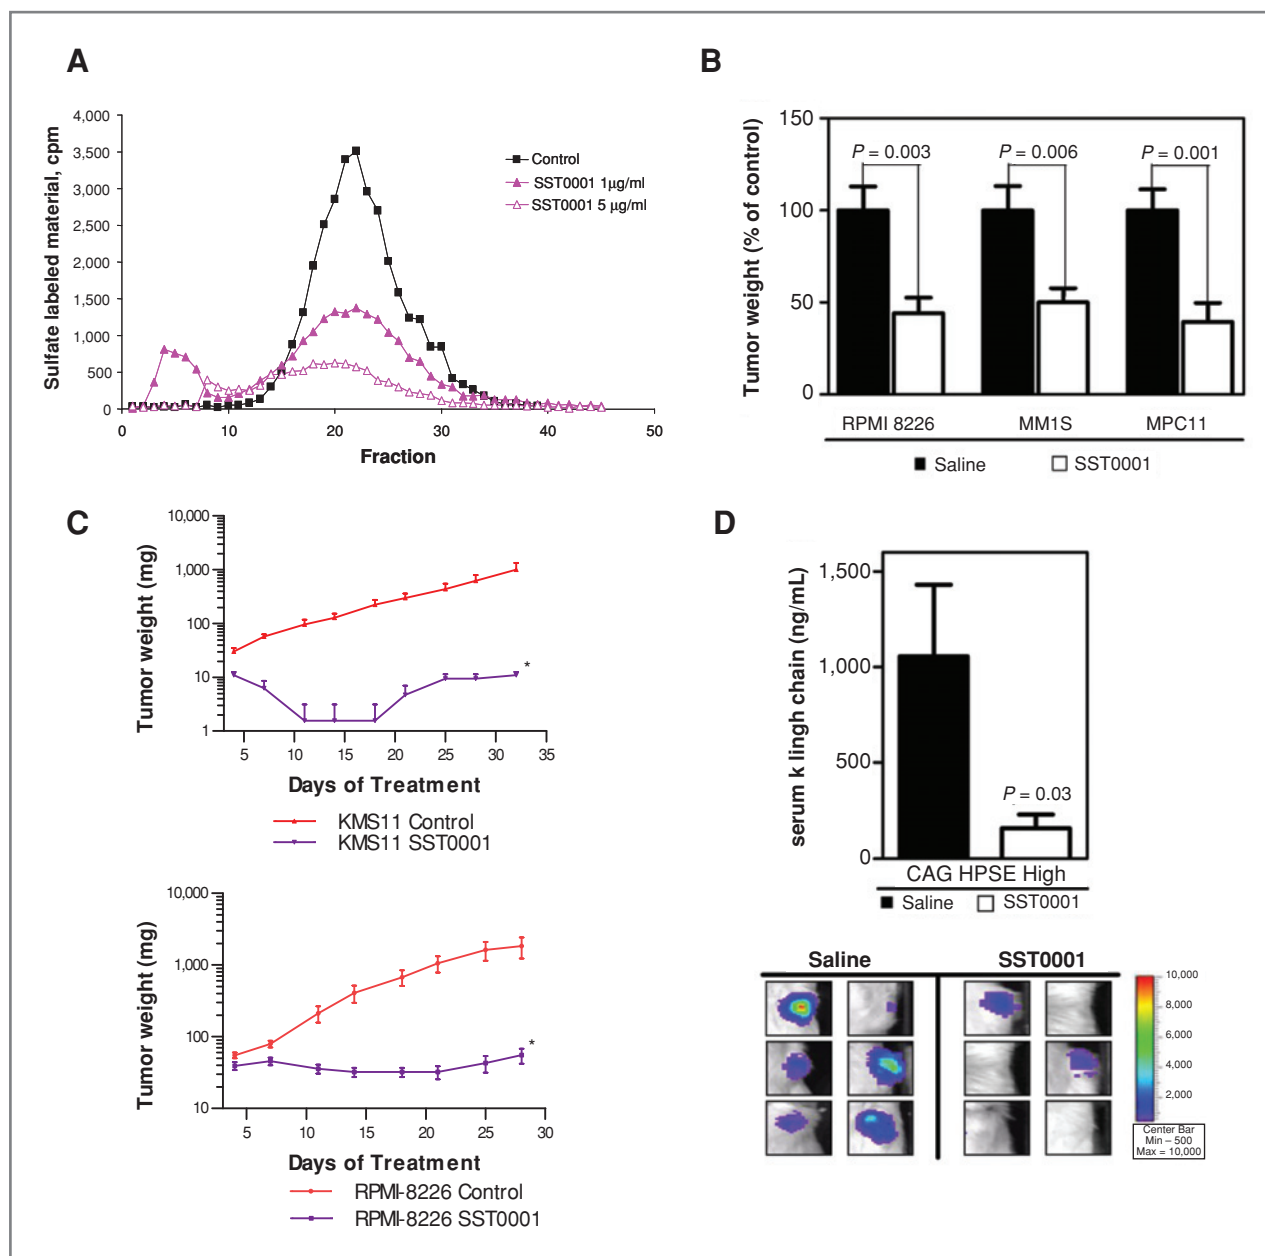 A
Sulfate labeled material, cpm
4,000
3,500
3,000
2,500
2,000
1,500
1,000
500
0
0 10 20 30 40 50
Fraction
Control
SST0001 1µg/ml
SST0001 5 µg/ml
B
Tumor weight (% of control)
150
100
50
0
P = 0.003
P = 0.006
P = 0.001
RPMI 8226 MM1S MPC11
Saline SST0001
C
Tumor weight (mg)
10,000
1,000
100
10
1
*
5 10 15 20 25 30 35
Days of Treatment
KMS11 Control
KMS11 SST0001
Tumor weight (mg)
10,000
1,000
100
10
*
5 10 15 20 25 30
Days of Treatment
RPMI-8226 Control
RPMI-8226 SST0001
D
serum k lingh chain (ng/mL)
1,500
1,000
500
0
P = 0.03
CAG HPSE High
Saline SST0001
Saline SST0001
10,000
8,000
6,000
4,000
2,000
Center Bar
Min – 500
Max = 10,000